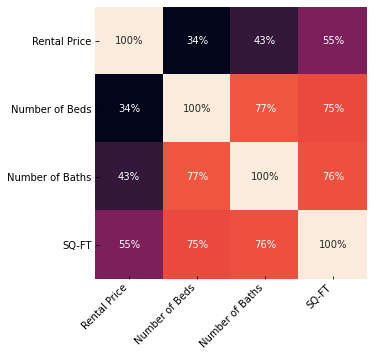 Rental Price 100% 34% 43% 55%
Number of Beds 34% 100% 77% 75%
Number of Baths 43% 77% 100% 76%
SQ-FT 55% 75% 76% 100%
Rental Price
Number of Beds
Number of Baths
SQ-FT